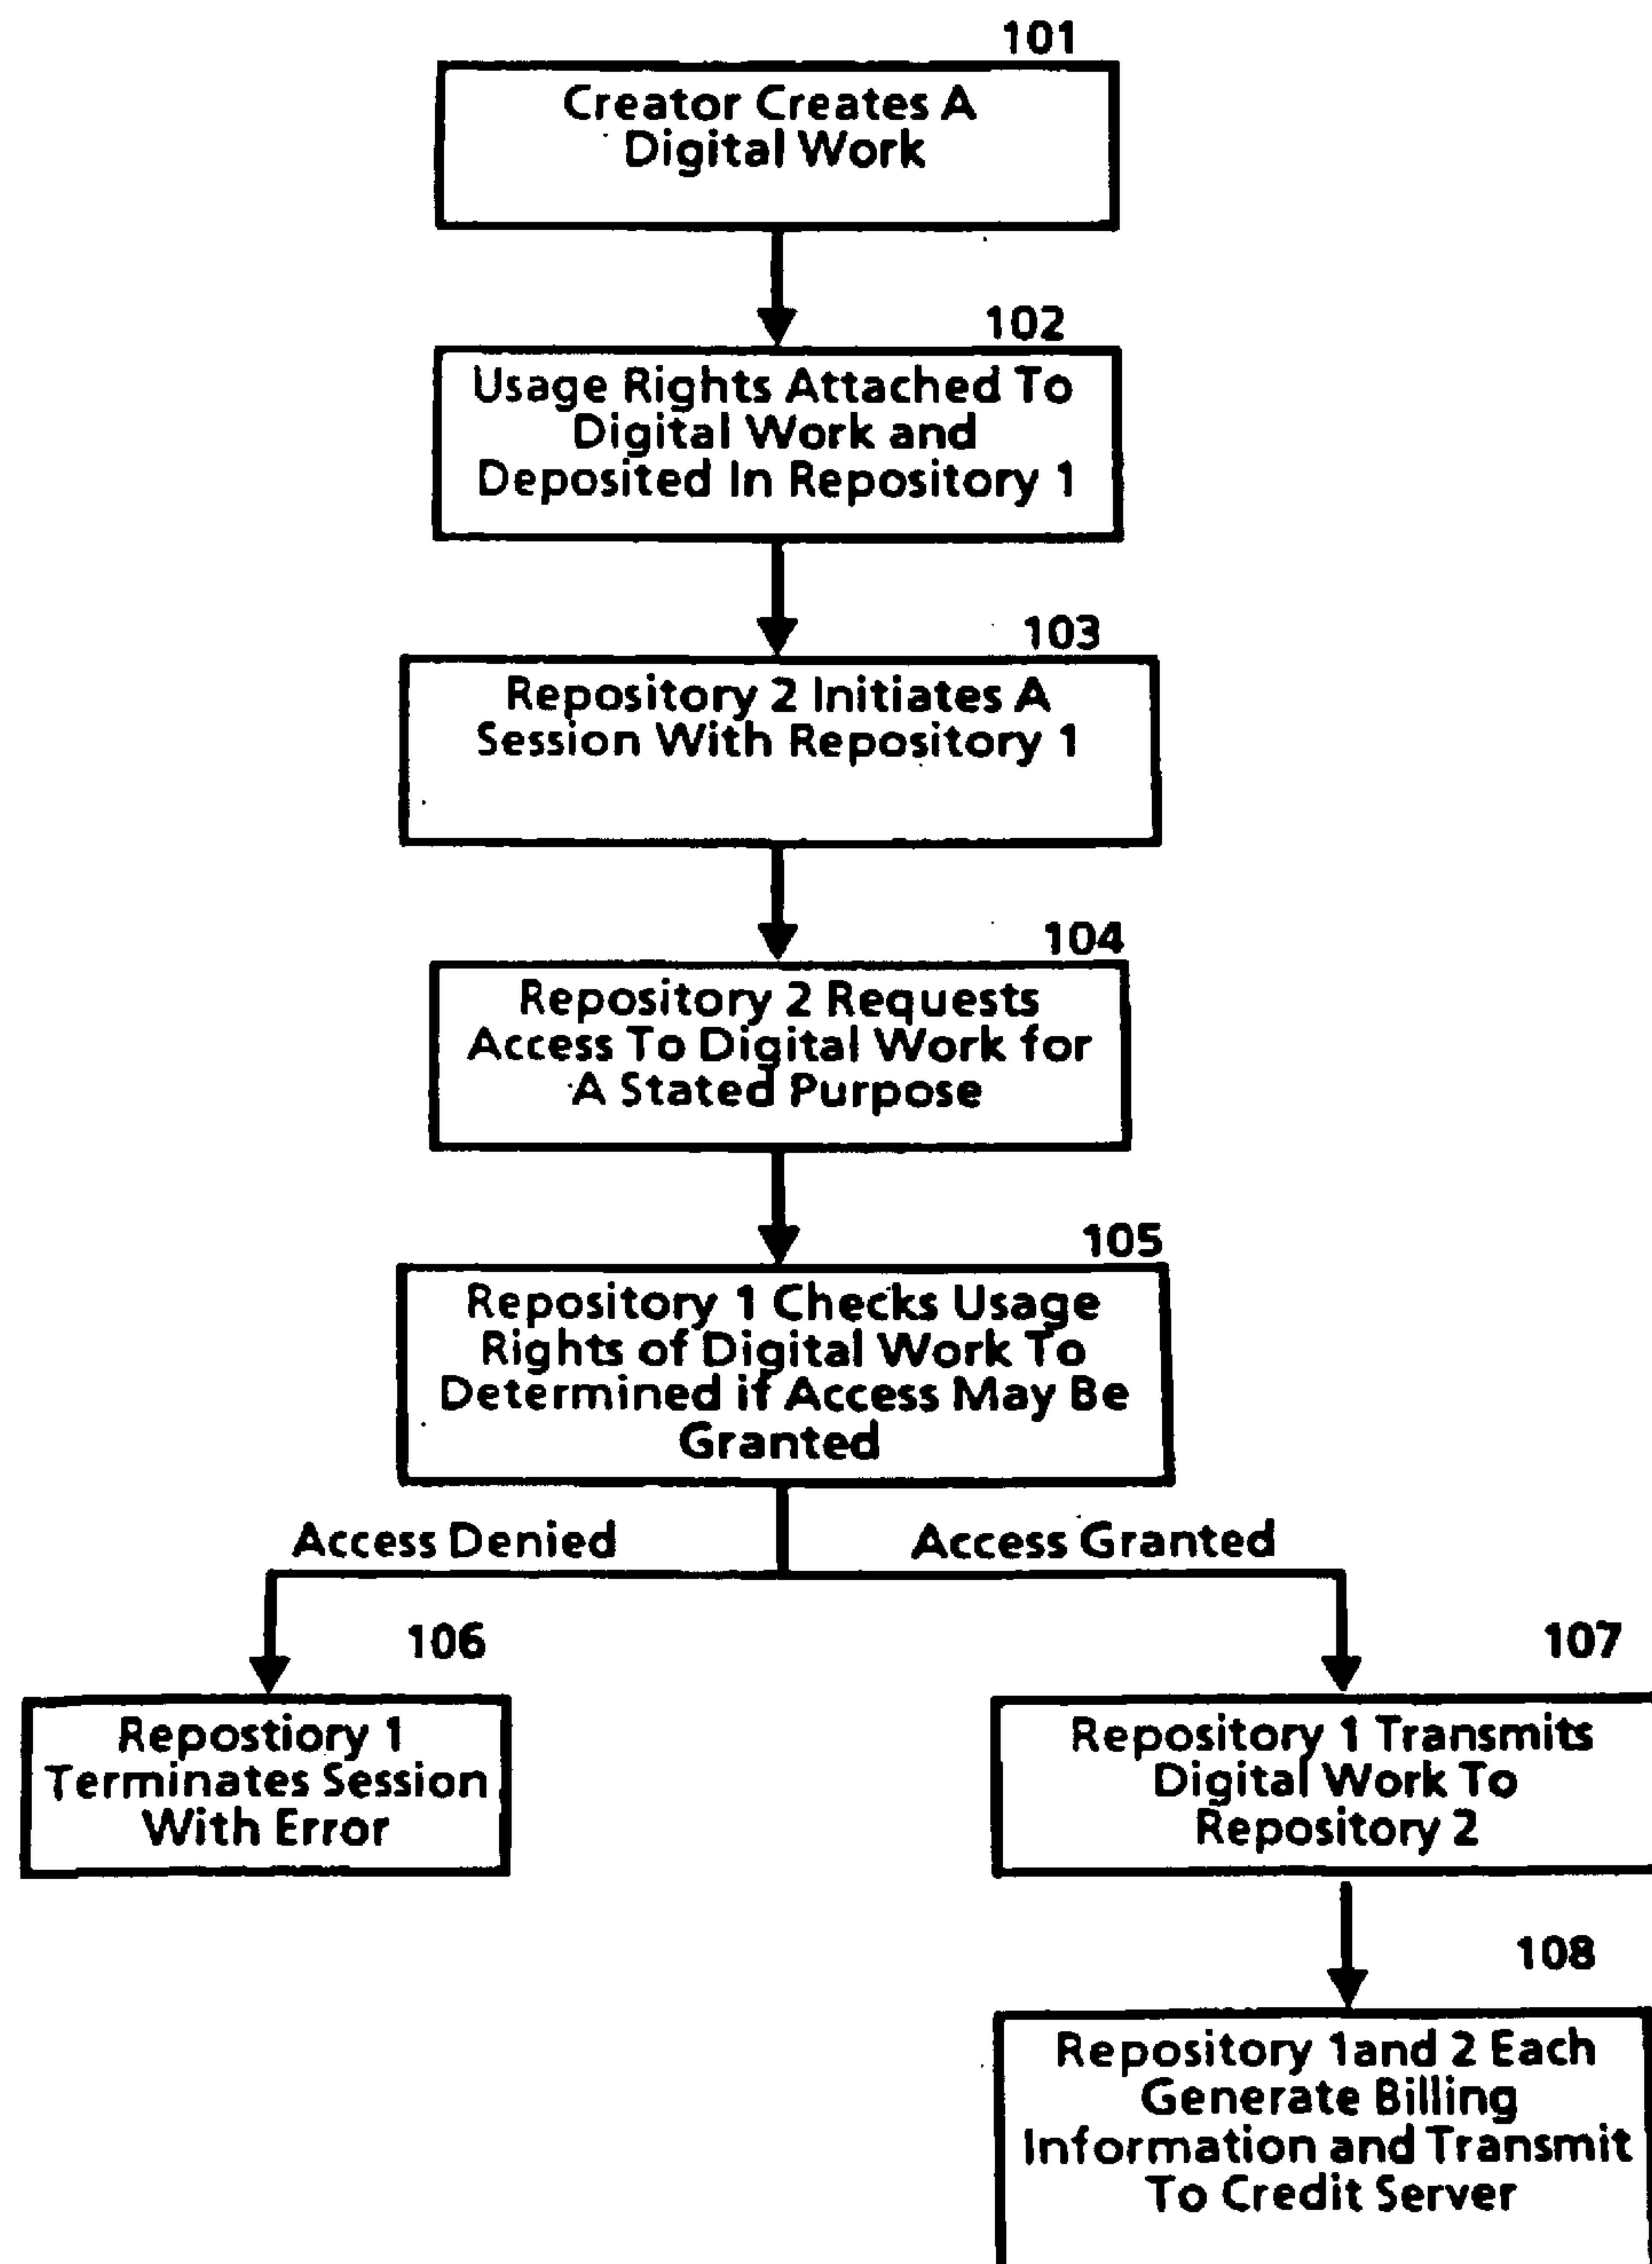 101
Creator Creates A
Digital Work
102
Usage Rights Attached To
Digital Work and
Deposited In Repository 1
103
Repository 2 Initiates A
Session With Repository 1
104
Repository 2 Requests
Access To Digital Work for
A Stated Purpose
105
Repository 1 Checks Usage
Rights of Digital Work To
Determined if Access May Be
Granted
Access Denied
Access Granted
106
Repostiory 1
Terminates Session
With Error
107
Repository 1 Transmits
Digital Work To
Repository 2
108
Repository 1and 2 Each
Generate Billing
Information and Transmit
To Credit Server